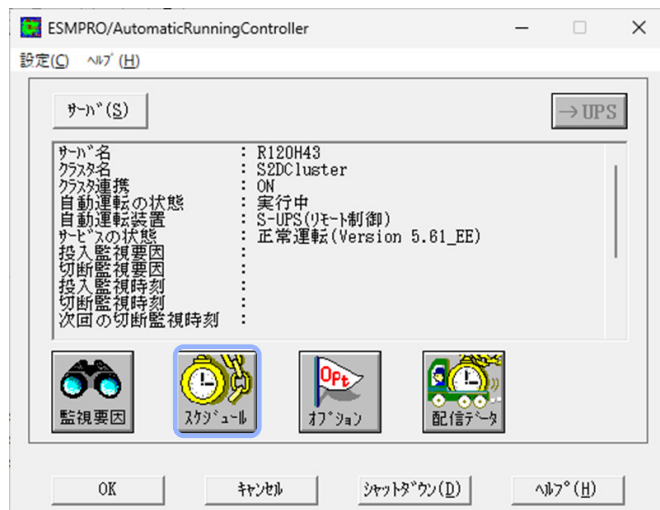 ESMPRO/AutomaticRunningController
設定(C) ヘルプ(H)
サーバ(S)
→UPS
サーバ名 : R120H43
クラスタ名 : S2DCluster
クラスタ連携 : ON
自動運転の状態 : 実行中
自動運転装置 : S-UPS(リモート制御)
サービスの状態 : 正常運転(Version 5.61_EE)
投入監視要因 :
切断監視要因 :
投入監視時刻 :
切断監視時刻 :
次回の切断監視時刻 :
OPt
監視要因
スケジュール
オプション
配信データ
OK
キャンセル
シャットダウン(D)
ヘルプ(H)